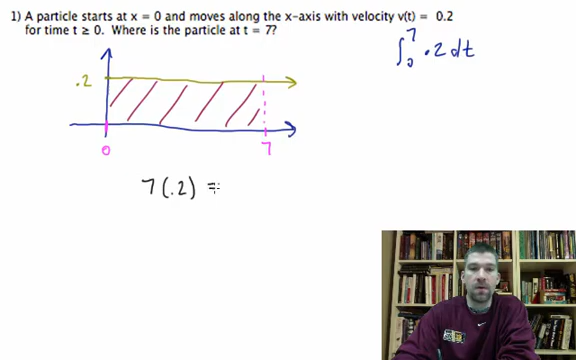 1) A particle starts at x = 0 and moves along the x-axis with velocity v(t) = 0.2
for time t ≥ 0. Where is the particle at t = 7?
∫₀⁷ .2 dt
.2
0 7
7(.2) =